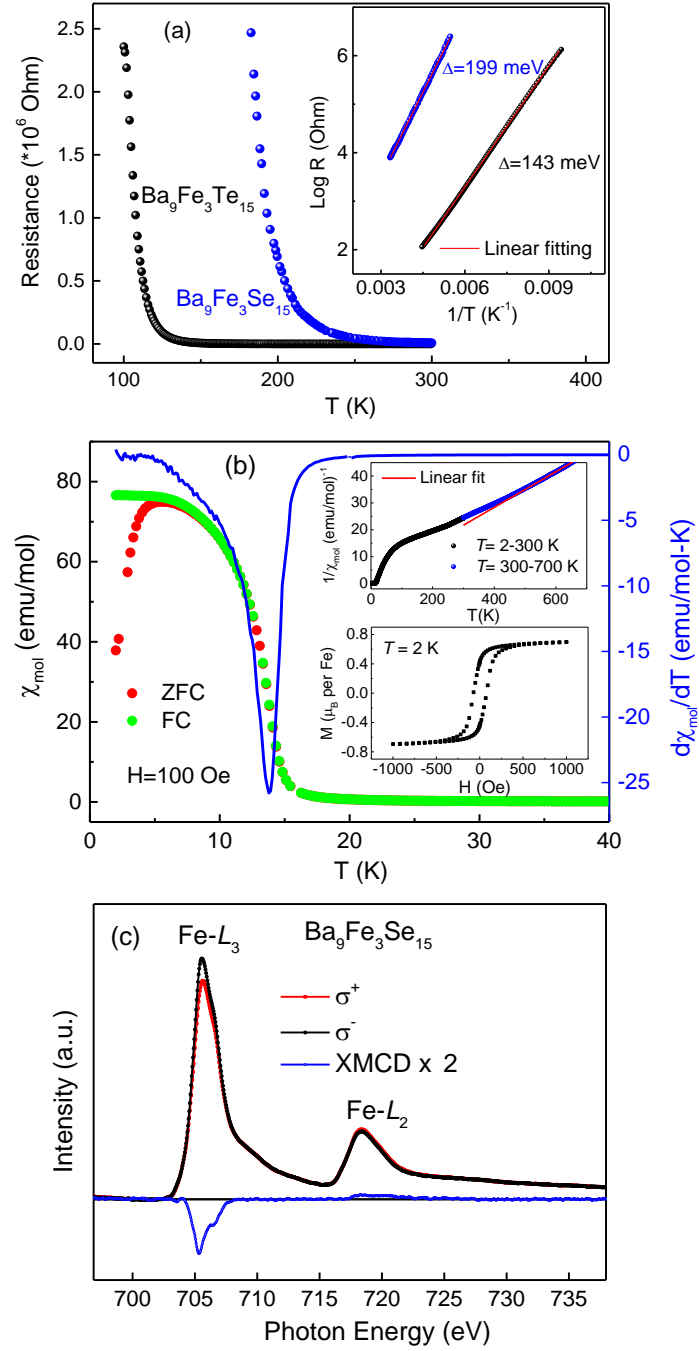 (a)
2.5
2.0
1.5
1.0
0.5
0.0
Resistance (*10⁶ Ohm)
Ba₉Fe₃Te₁₅
Ba₉Fe₃Se₁₅
100 200 300 400
T (K)
6
4
2
Log R (Ohm)
Δ=199 meV
Δ=143 meV
Linear fitting
0.003 0.006 0.009
1/T (K⁻¹)
(b)
80
60
40
20
0
χmol (emu/mol)
ZFC
FC
H=100 Oe
0 10 20 30 40
T (K)
0
-5
-10
-15
-20
-25
dχmol/dT (emu/mol-K)
40
30
20
10
0
1/χmol (emu/mol)⁻¹
Linear fit
T= 2-300 K
T= 300-700 K
0 200 400 600
T(K)
0.8
0.4
0.0
-0.4
-0.8
M (μB per Fe)
T = 2 K
-1000 -500 0 500 1000
H (Oe)
(c)
Fe-L₃
Ba₉Fe₃Se₁₅
σ⁺
σ⁻
XMCD x 2
Fe-L₂
Intensity (a.u.)
700 705 710 715 720 725 730 735
Photon Energy (eV)